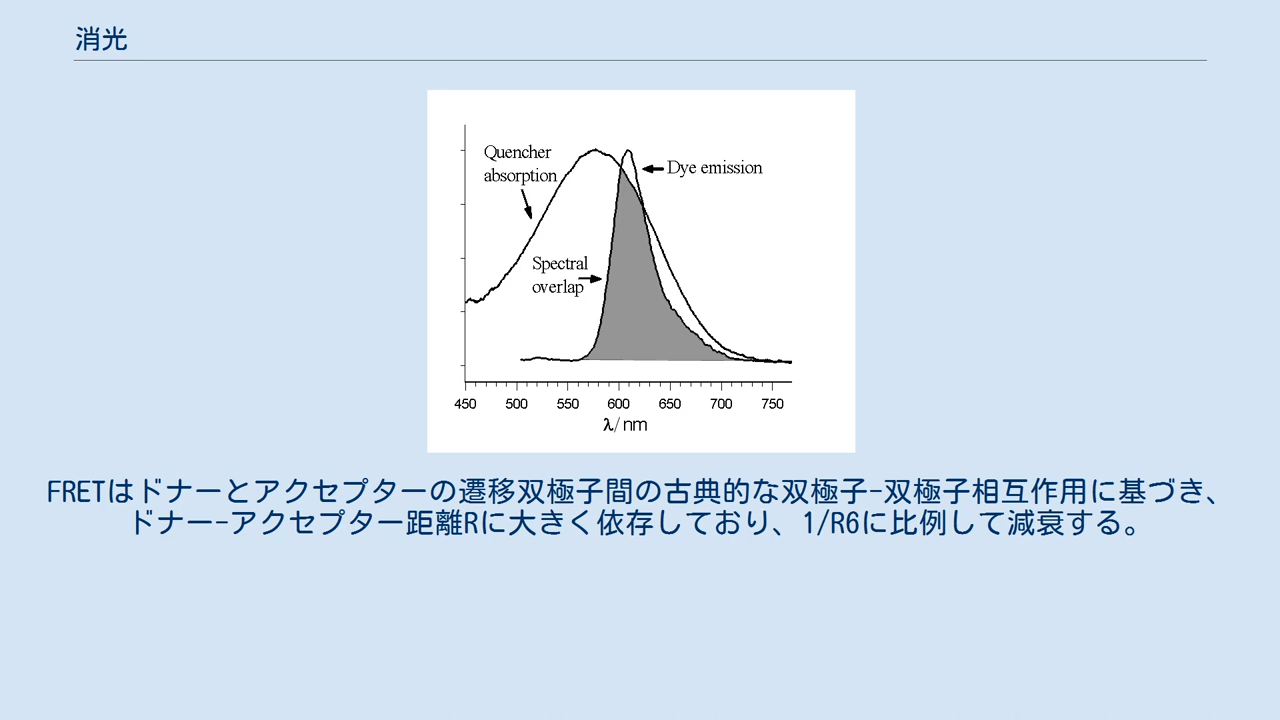 消光
Quencher
absorption
Dye emission
Spectral
overlap
450 500 550 600 650 700 750
λ/nm
FRETはドナーとアクセプターの遷移双極子間の古典的な双極子-双極子相互作用に基づき、
ドナー-アクセプター距離Rに大きく依存しており、1/R6に比例して減衰する。